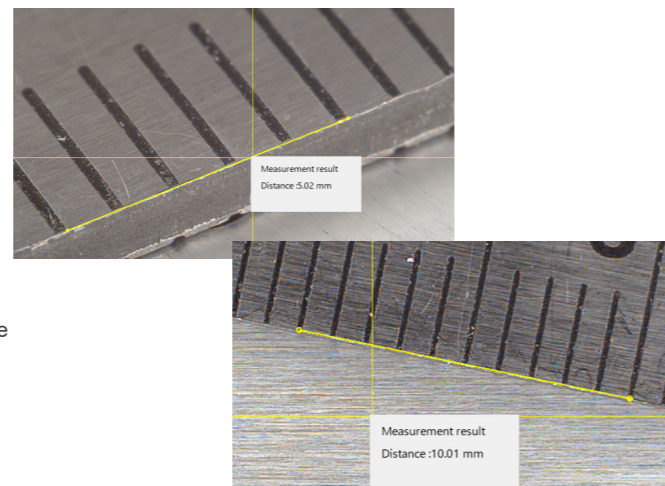 Measurement result
Distance :5.02 mm
e
Measurement result
Distance :10.01 mm